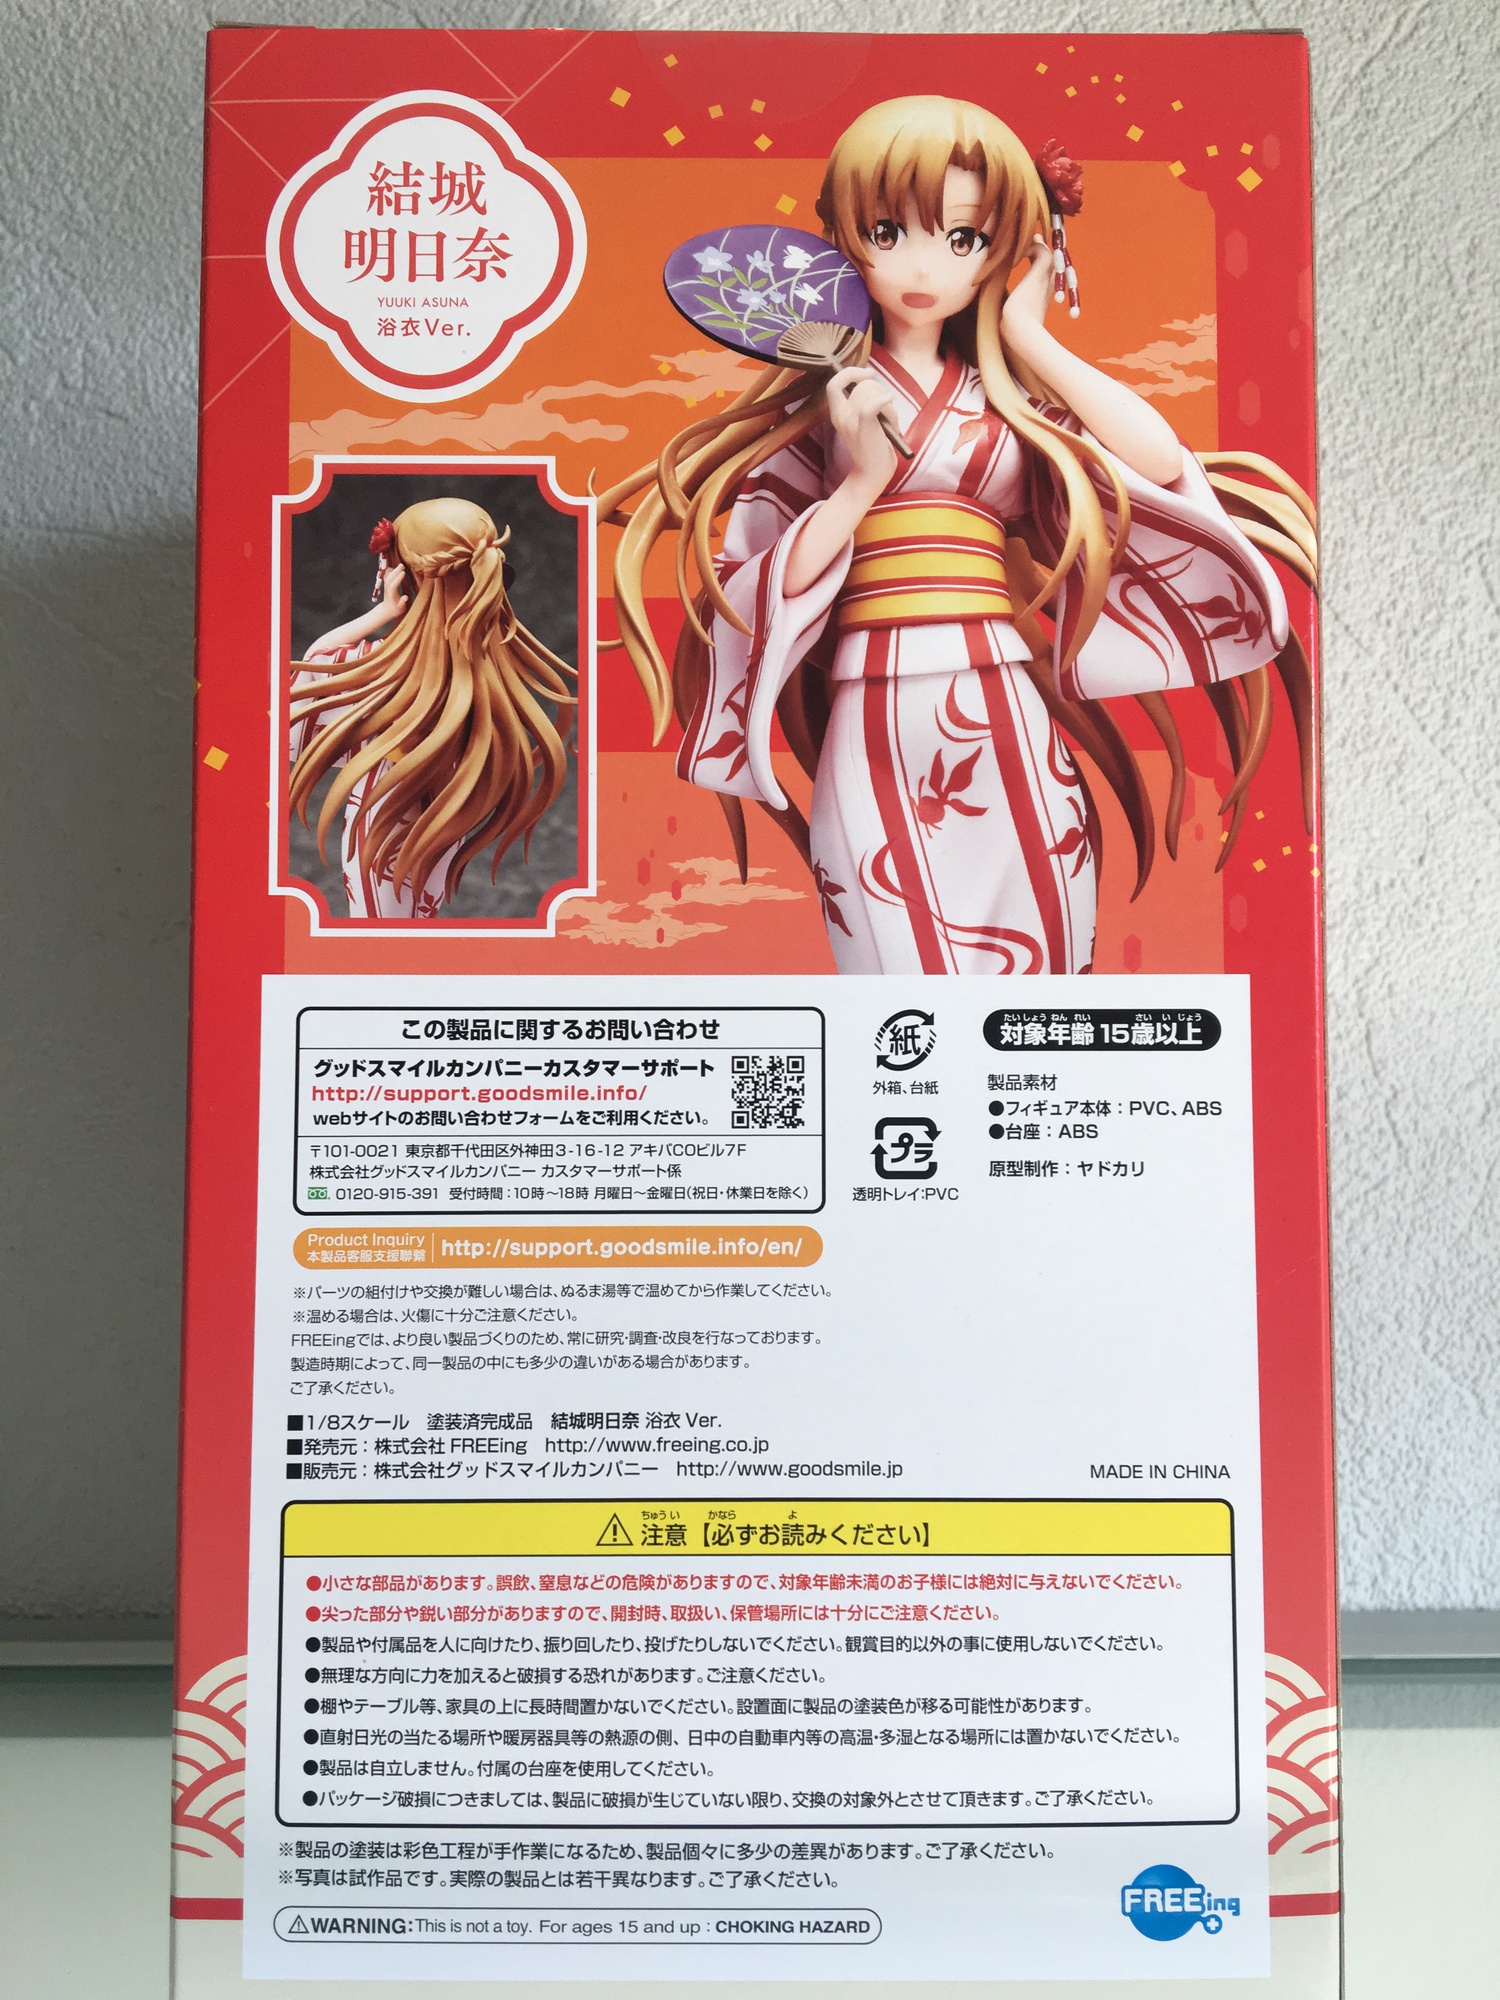 結城
明日奈
YUUKI ASUNA
浴衣Ver.
この製品に関するお問い合わせ
グッドスマイルカンパニーカスタマーサポート
http://support.goodsmile.info/
webサイトのお問い合わせフォームをご利用ください。
〒101-0021 東京都千代田区外神田3-16-12 アキバCOビル7F
株式会社グッドスマイルカンパニー カスタマーサポート係
0120-915-391 受付時間：10時～18時 月曜日～金曜日(祝日・休業日を除く)
紙
外箱、台紙
プラ
透明トレイ：PVC
たいしょう ねん れい さい い じょう
対象年齢15歳以上
製品素材
●フィギュア本体：PVC、ABS
●台座：ABS
原型制作：ヤドカリ
Product Inquiry
本製品客服支援聯繫
http://support.goodsmile.info/en/
※パーツの組付けや交換が難しい場合は、ぬるま湯等で温めてから作業してください。
※温める場合は、火傷に十分ご注意ください。
FREEingでは、より良い製品づくりのため、常に研究・調査・改良を行なっております。
製造時期によって、同一製品の中にも多少の違いがある場合があります。
ご了承ください。
■1/8スケール 塗装済完成品 結城明日奈 浴衣 Ver.
■発売元：株式会社 FREEing http://www.freeing.co.jp
■販売元：株式会社グッドスマイルカンパニー http://www.goodsmile.jp
MADE IN CHINA
ちゅう い かなら よ
注意【必ずお読みください】
●小さな部品があります。誤飲、窒息などの危険がありますので、対象年齢未満のお子様には絶対に与えないでください。
●尖った部分や鋭い部分がありますので、開封時、取扱い、保管場所には十分にご注意ください。
●製品や付属品を人に向けたり、振り回したり、投げたりしないでください。観賞目的以外の事に使用しないでください。
●無理な方向に力を加えると破損する恐れがあります。ご注意ください。
●棚やテーブル等、家具の上に長時間置かないでください。設置面に製品の塗装色が移る可能性があります。
●直射日光の当たる場所や暖房器具等の熱源の側、日中の自動車内等の高温・多湿となる場所には置かないでください。
●製品は自立しません。付属の台座を使用してください。
●パッケージ破損につきましては、製品に破損が生じていない限り、交換の対象外とさせて頂きます。ご了承ください。
※製品の塗装は彩色工程が手作業になるため、製品個々に多少の差異があります。ご了承ください。
※写真は試作品です。実際の製品とは若干異なります。ご了承ください。
WARNING：This is not a toy. For ages 15 and up：CHOKING HAZARD
FREEing